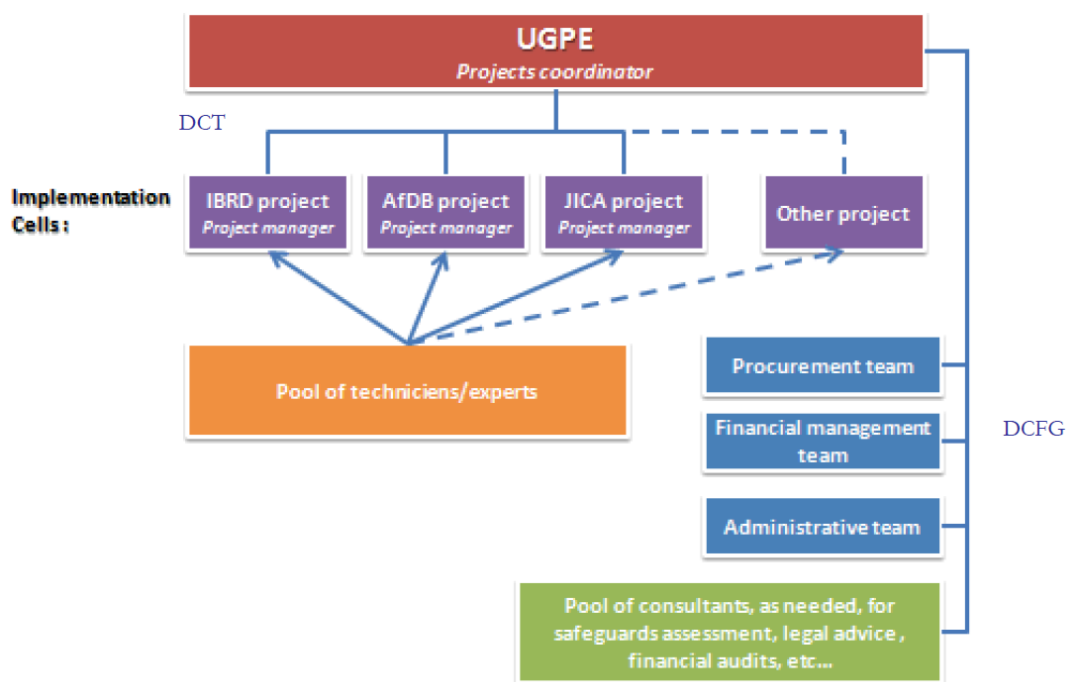 UGPE
Projects coordinator
DCT
Implementation
Cells :
IBRD project
Project manager
AfDB project
Project manager
JICA project
Project manager
Other project
Pool of techniciens/experts
Procurement team
Financial management
team
DCFG
Administrative team
Pool of consultants, as needed, for
safeguards assessment, legal advice ,
financial audits, etc...